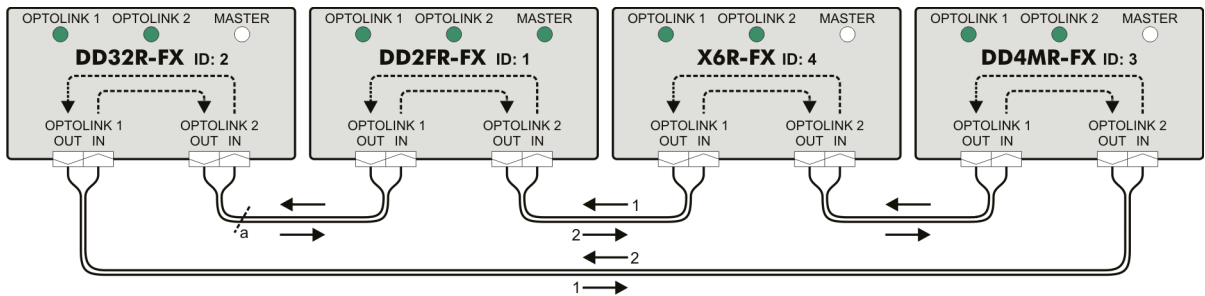 OPTOLINK 1 OPTOLINK 2 MASTER
DD32R-FX ID: 2
OPTOLINK 1 OPTOLINK 2
OUT IN OUT IN
OPTOLINK 1 OPTOLINK 2 MASTER
DD2FR-FX ID: 1
OPTOLINK 1 OPTOLINK 2
OUT IN OUT IN
OPTOLINK 1 OPTOLINK 2 MASTER
X6R-FX ID: 4
OPTOLINK 1 OPTOLINK 2
OUT IN OUT IN
OPTOLINK 1 OPTOLINK 2 MASTER
DD4MR-FX ID: 3
OPTOLINK 1 OPTOLINK 2
OUT IN OUT IN
a
1
2
2
1